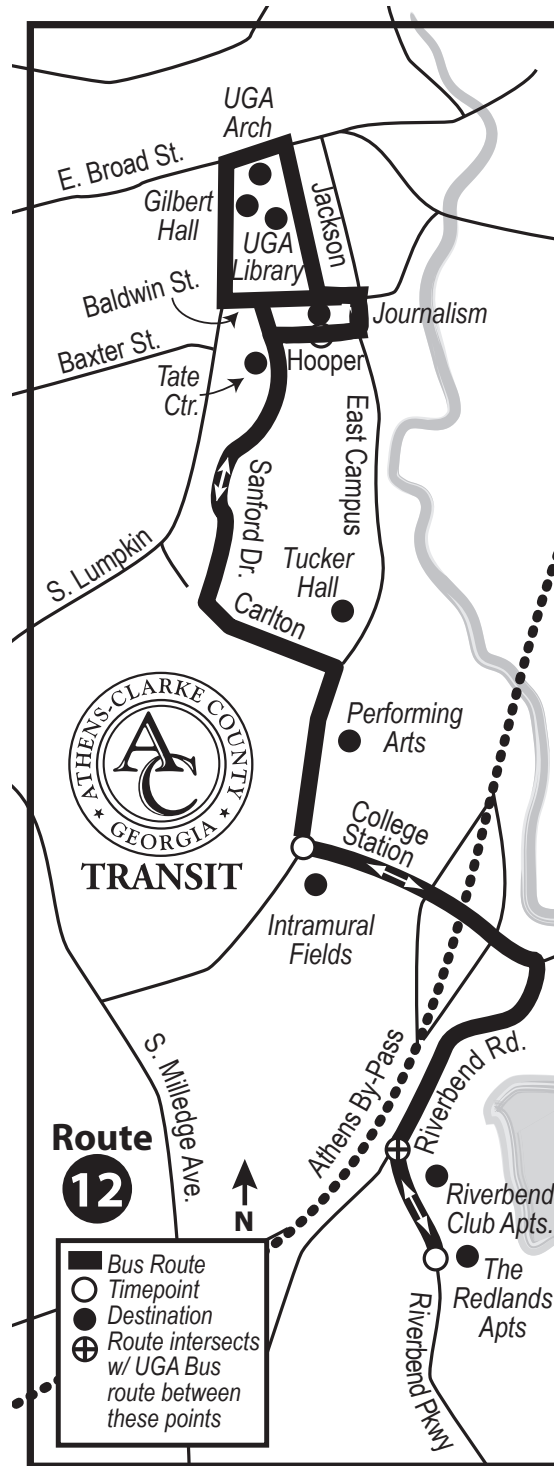 UGA
Arch
E. Broad St.
Gilbert
Hall
UGA
Library
Jackson
Baldwin St.
Journalism
Baxter St.
Hooper
Tate
Ctr.
East Campus
Sanford Dr.
S. Lumpkin
Tucker
Hall
Carlton
ATHENS-CLARKE COUNTY
AC
★ GEORGIA ★
TRANSIT
Performing
Arts
College
Station
Intramural
Fields
S. Milledge Ave.
Athens By-Pass
Riverbend Rd.
Route
12
N
Riverbend
Club Apts.
The
Redlands
Apts
Riverbend Pkwy
Bus Route
Timepoint
Destination
Route intersects
w/ UGA Bus
route between
these points